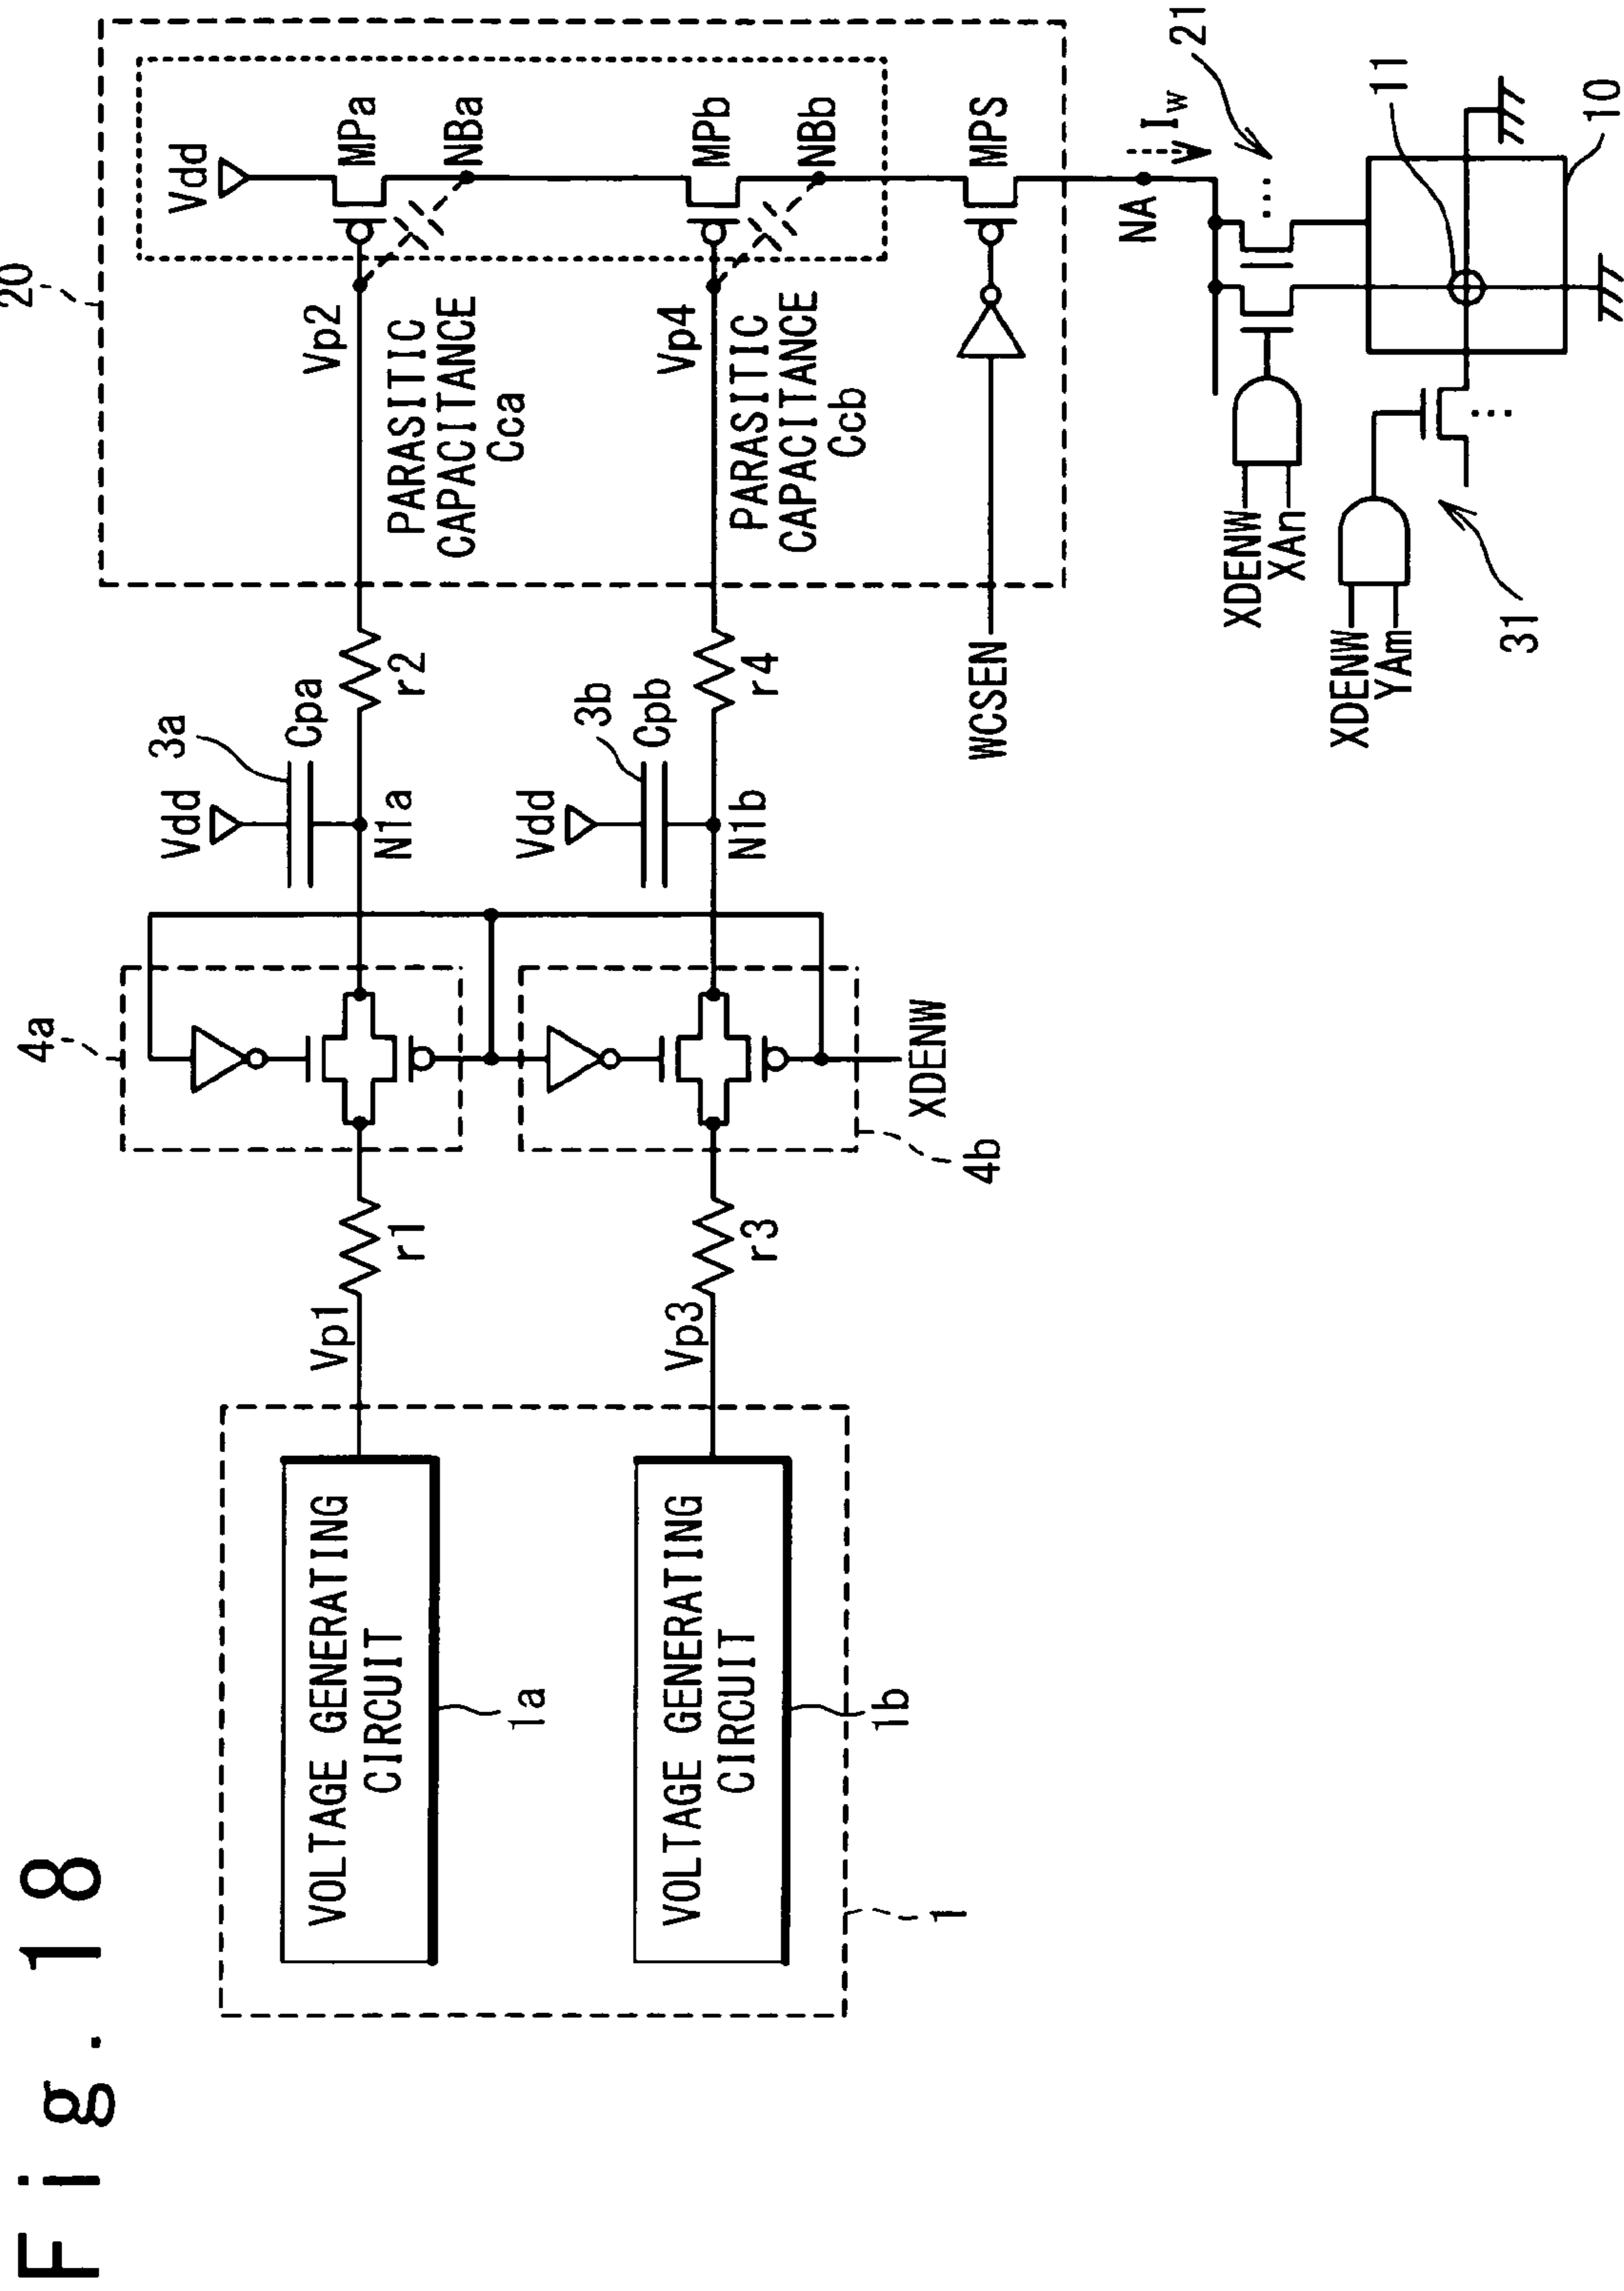 Fig. 18
20
Vdd
MPa
NBa
Vp2
PARASITIC
CAPACITANCE
Cca
MPb
NBb
Vp4
PARASITIC
CAPACITANCE
Ccb
MPS
WCSEN
4a
3a
Vdd
Cpa
N1a
r2
3b
Vdd
Cpb
N1b
r4
XDENW
4b
Vp1
r1
Vp3
r3
VOLTAGE GENERATING
CIRCUIT
1a
VOLTAGE GENERATING
CIRCUIT
1b
1
NA
Iw
21
XDENW
XAn
XDENW
YAm
31
11
10